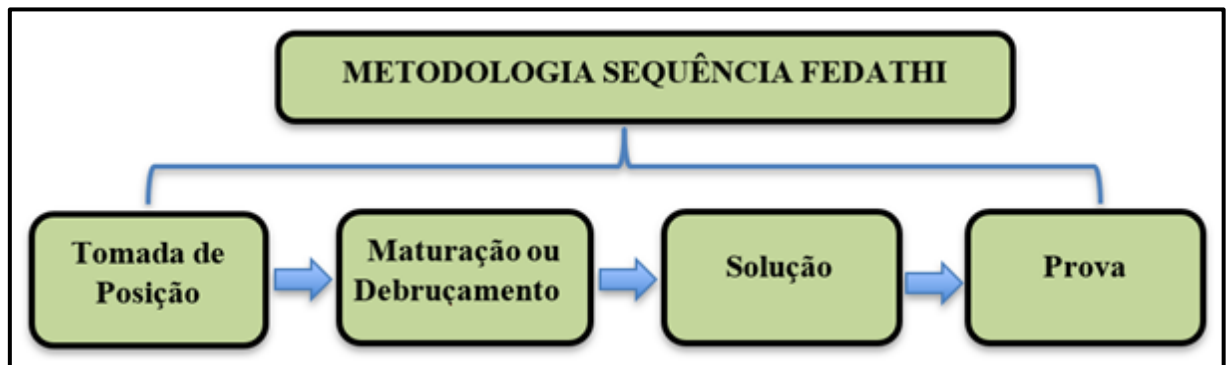 METODOLOGIA SEQUÊNCIA FEDATHI
Tomada de
Posição
Maturação ou
Debruçamento
Solução
Prova